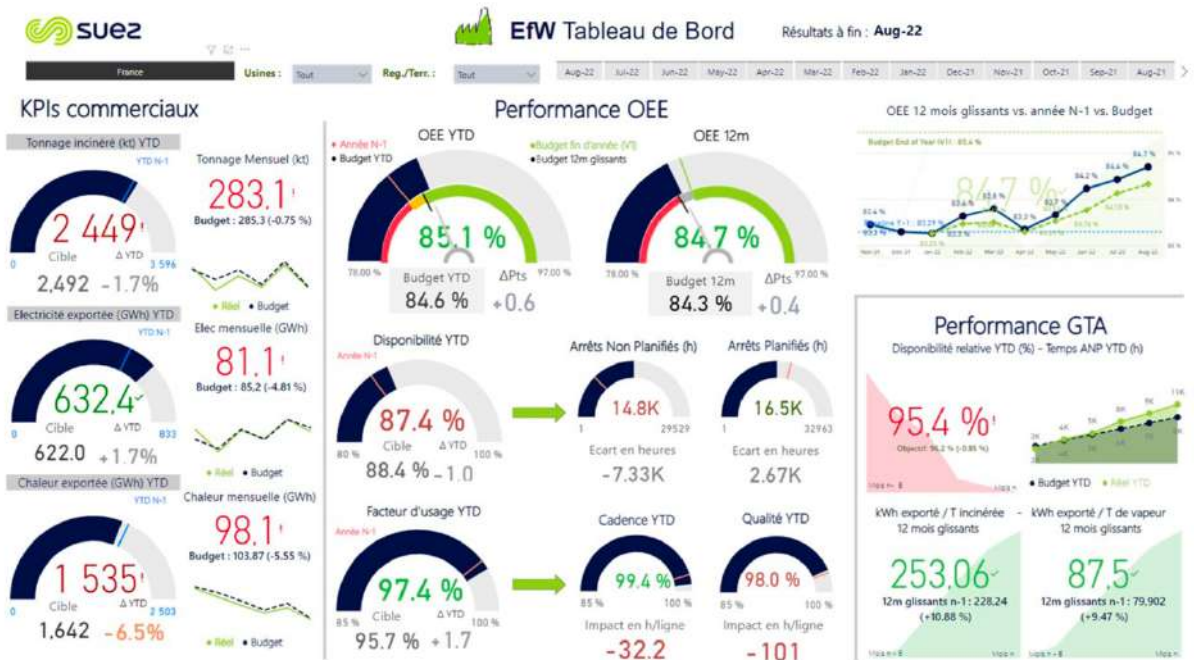 suez
EfW Tableau de Bord
Résultats à fin : Aug-22
France
Usines :
Tout
Reg./Terr. :
Tout
Aug-22 Jul-22 Jun-22 May-22 Apr-22 Mar-22 Feb-22 Jan-22 Dec-21 Nov-21 Oct-21 Sep-21 Aug-21
KPIs commerciaux
Tonnage incinéré (kt) YTD
YTD N-1
2 449
0
3 596
Cible
Δ YTD
2,492
-1.7%
Tonnage Mensuel (kt)
283.1
Budget : 285.3 (-0.75 %)
Réel
Budget
Electricité exportée (GWh) YTD
YTD N-1
632,4
0
833
Cible
Δ YTD
622.0
+1.7%
Elec mensuelle (GWh)
81,1
Budget : 85,2 (-4.81 %)
Réel
Budget
Chaleur exportée (GWh) YTD
YTD N-1
1 535
0
2 503
Cible
Δ YTD
1,642
-6.5%
Chaleur mensuelle (GWh)
98,1
Budget : 103,87 (-5.55 %)
Réel
Budget
Performance OEE
OEE YTD
Année N-1
Budget YTD
85.1 %
78.00 %
97.00 %
Budget YTD
84.6 %
ΔPts
+0.6
OEE 12m
Budget fin d'année (V1)
Budget 12m glissants
84.7 %
78.00 %
97.00 %
Budget 12m
84.3 %
ΔPts
+0.4
Disponibilité YTD
Année N-1
87.4 %
80 %
100 %
Cible
Δ YTD
88.4 %
-1.0
Arrêts Non Planifiés (h)
14.8K
1
29529
Ecart en heures
-7.33K
Arrêts Planifiés (h)
16.5K
1
32963
Ecart en heures
2.67K
Facteur d'usage YTD
Année N-1
97.4 %
85 %
100 %
Cible
Δ YTD
95.7 %
+1.7
Cadence YTD
99.4 %
85 %
100 %
Impact en h/ligne
-32.2
Qualité YTD
98.0 %
85 %
100 %
Impact en h/ligne
-101
OEE 12 mois glissants vs. année N-1 vs. Budget
84.7 %
84.2 %
84.4 %
84.7 %
Performance GTA
Disponibilité relative YTD (%) - Temps ANP YTD (h)
95.4 %
Budget YTD
Réel YTD
kWh exporté / T incinérée -
12 mois glissants
253.06
12m glissants n-1 : 228.24
(+10.88 %)
kWh exporté / T de vapeur
12 mois glissants
87,5
12m glissants n-1 : 79,902
(+9.47 %)